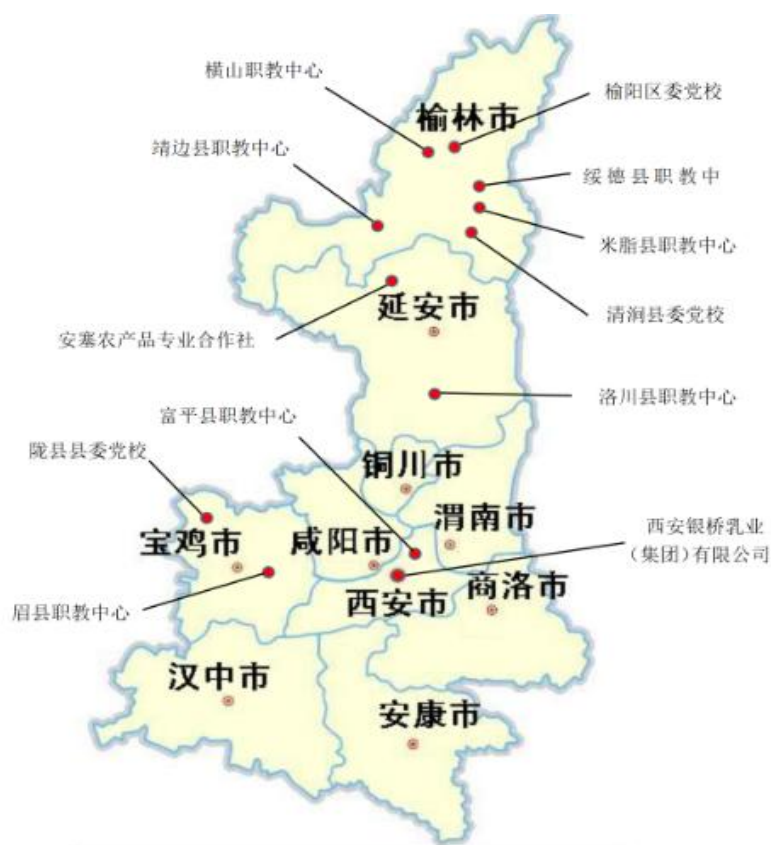 横山职教中心
榆阳区委党校
榆林市
靖边县职教中心
绥德县职教中
米脂县职教中心
清涧县委党校
延安市
安塞农产品专业合作社
洛川县职教中心
富平县职教中心
陇县县委党校
铜川市
渭南市
西安银桥乳业
（集团）有限公司
宝鸡市
咸阳市
西安市
商洛市
眉县职教中心
汉中市
安康市